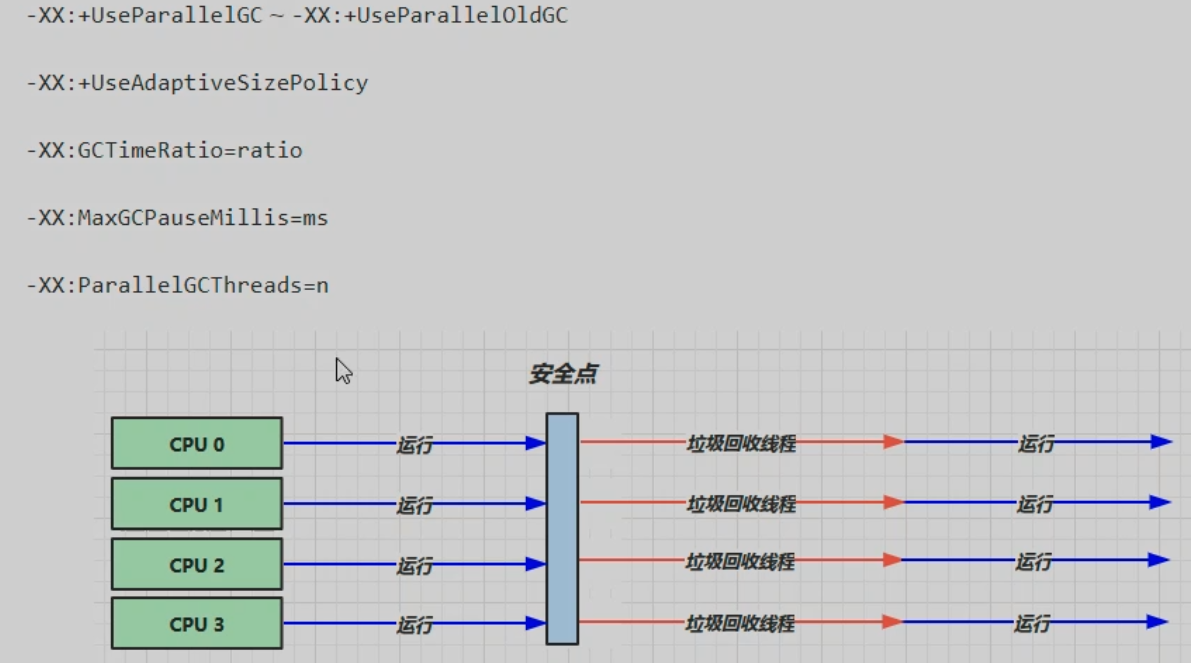 -XX:+UseParallelGC ~ -XX:+UseParallelOldGC
-XX:+UseAdaptiveSizePolicy
-XX:GCTimeRatio=ratio
-XX:MaxGCPauseMillis=ms
-XX:ParallelGCThreads=n
安全点
CPU 0 运行 垃圾回收线程 运行
CPU 1 运行 垃圾回收线程 运行
CPU 2 运行 垃圾回收线程 运行
CPU 3 运行 垃圾回收线程 运行